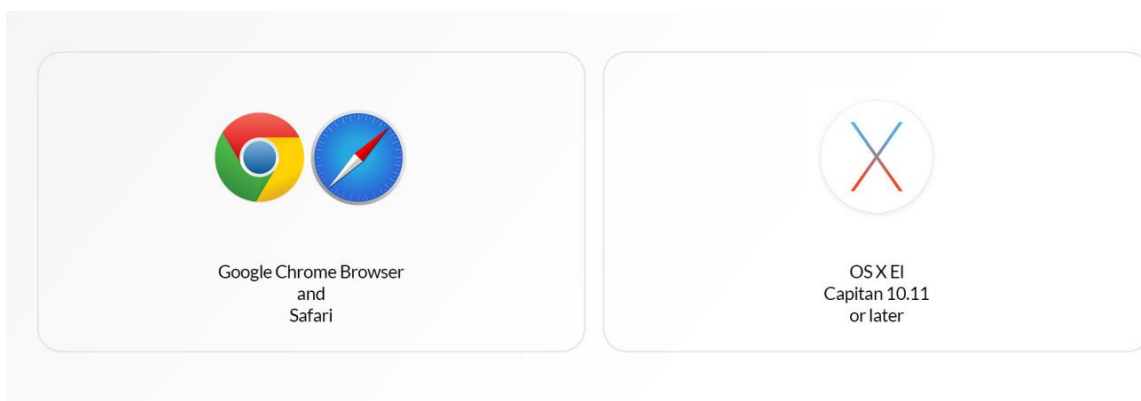 Google Chrome Browser
and
Safari
OS X El
Capitan 10.11
or later